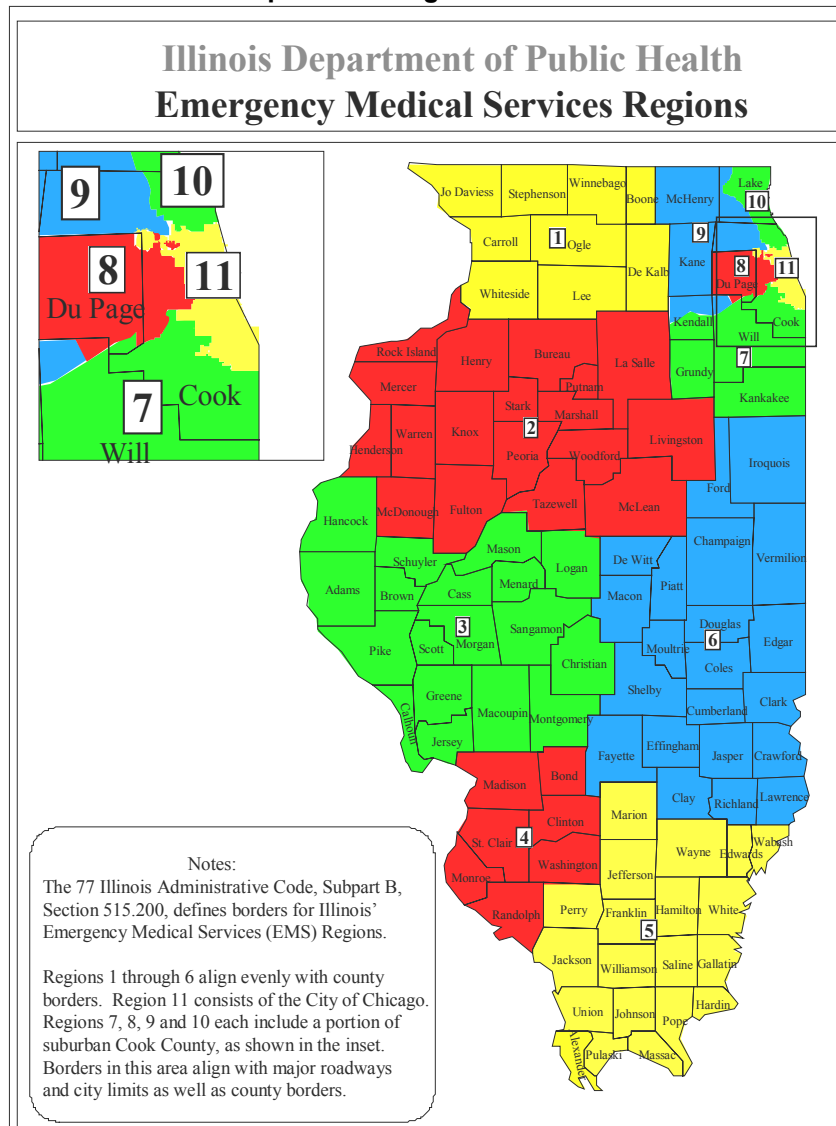 Illinois Department of Public Health
Emergency Medical Services Regions
9
10
8
11
Du Page
7
Cook
Will
Jo Daviess
Stephenson
Winnebago
Boone
McHenry
Lake
10
Carroll
1
Ogle
9
Kane
De Kalb
8
11
Du Page
Whiteside
Lee
Kendall
Cook
Will
7
Rock Island
Henry
Bureau
La Salle
Grundy
Mercer
Putnam
Kankakee
Stark
Marshall
Knox
Warren
2
Henderson
Peoria
Woodford
Livingston
Iroquois
Ford
McDonough
Fulton
Tazewell
McLean
Hancock
Champaign
Mason
Schuyler
Logan
De Witt
Vermilion
Adams
Brown
Cass
Menard
Piatt
Macon
3
Sangamon
Douglas
6
Pike
Scott
Morgan
Moultrie
Edgar
Christian
Coles
Greene
Shelby
Calhoun
Macoupin
Montgomery
Cumberland
Clark
Jersey
Fayette
Effingham
Jasper
Crawford
Madison
Bond
Clay
Richland
Lawrence
Clinton
Marion
St. Clair
4
Wayne
Edwards
Wabash
Washington
Jefferson
Monroe
Randolph
Perry
Franklin
Hamilton
White
5
Jackson
Williamson
Saline
Gallatin
Union
Johnson
Pope
Hardin
Alexander
Pulaski
Massac
Notes:
The 77 Illinois Administrative Code, Subpart B,
Section 515.200, defines borders for Illinois'
Emergency Medical Services (EMS) Regions.
Regions 1 through 6 align evenly with county
borders.  Region 11 consists of the City of Chicago.
Regions 7, 8, 9 and 10 each include a portion of
suburban Cook County, as shown in the inset.
Borders in this area align with major roadways
and city limits as well as county borders.